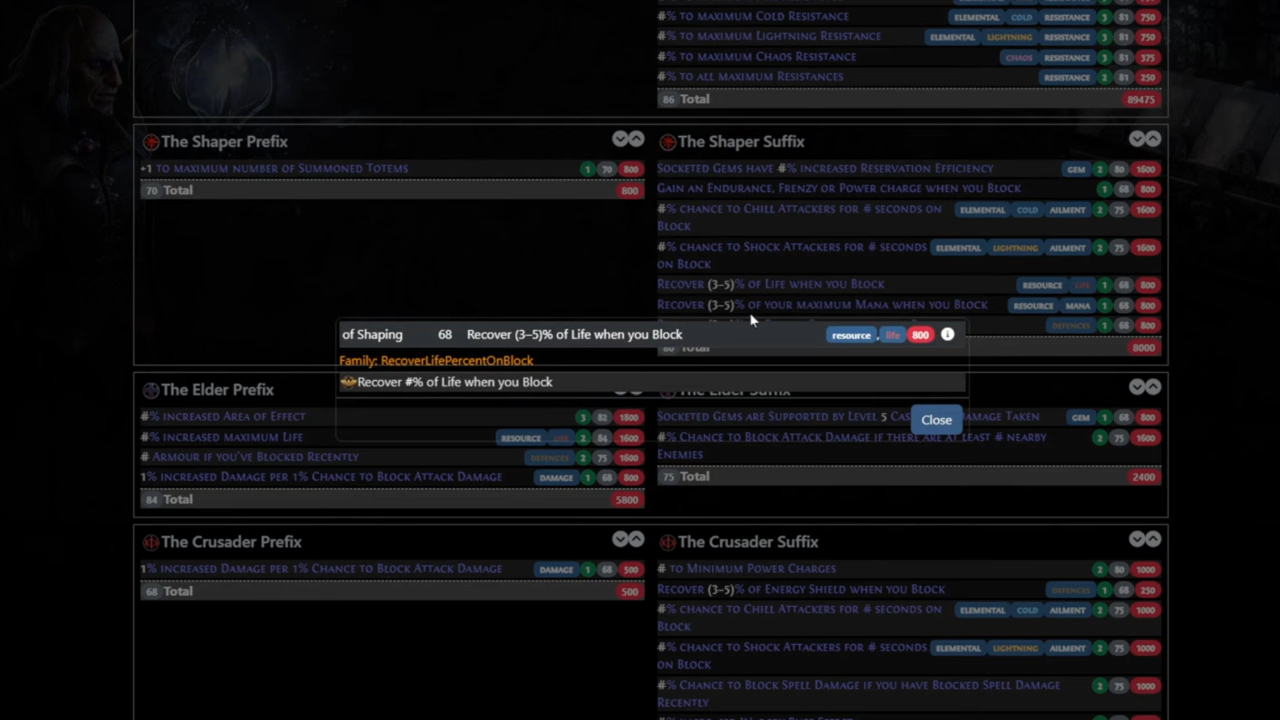 #% to maximum Cold Resistance ELEMENTAL COLD RESISTANCE 3 81 750
#% to maximum Lightning Resistance ELEMENTAL LIGHTNING RESISTANCE 3 81 750
#% to maximum Chaos Resistance CHAOS RESISTANCE 3 81 375
#% to all maximum Resistances RESISTANCE 2 81 250
86 Total 89475
The Shaper Prefix
+1 to maximum number of Summoned Totems 1 70 800
70 Total 800
The Shaper Suffix
Socketed Gems have #% increased Reservation Efficiency GEM 2 80 1600
Gain an Endurance, Frenzy or Power charge when you Block 1 68 800
#% chance to Chill Attackers for # seconds on ELEMENTAL COLD AILMENT 2 75 1600
Block
#% chance to Shock Attackers for # seconds ELEMENTAL LIGHTNING AILMENT 2 75 1600
on Block
Recover (3–5)% of Life when you Block RESOURCE LIFE 1 68 800
Recover (3–5)% of your maximum Mana when you Block RESOURCE MANA 1 68 800
DEFENCES 1 68 800
80 Total 8000
of Shaping 68 Recover (3–5)% of Life when you Block resource, life 800
Family: RecoverLifePercentOnBlock
Recover #% of Life when you Block
Close
The Elder Prefix
#% increased Area of Effect 3 82 1800
#% increased maximum Life RESOURCE LIFE 2 84 1600
# Armour if you've Blocked Recently DEFENCES 2 75 1600
1% increased Damage per 1% Chance to Block Attack Damage DAMAGE 1 68 800
84 Total 5800
The Elder Suffix
Socketed Gems are Supported by Level 5 Cas amage Taken GEM 1 68 800
#% Chance to Block Attack Damage if there are at least # nearby 2 75 1600
Enemies
75 Total 2400
The Crusader Prefix
1% increased Damage per 1% Chance to Block Attack Damage DAMAGE 1 68 500
68 Total 500
The Crusader Suffix
# to Minimum Power Charges 2 80 1000
Recover (3–5)% of Energy Shield when you Block DEFENCES 1 68 250
#% chance to Chill Attackers for # seconds on ELEMENTAL COLD AILMENT 2 75 1000
Block
#% chance to Shock Attackers for # seconds ELEMENTAL LIGHTNING AILMENT 2 75 1000
on Block
#% Chance to Block Spell Damage if you have Blocked Spell Damage 2 75 1000
Recently